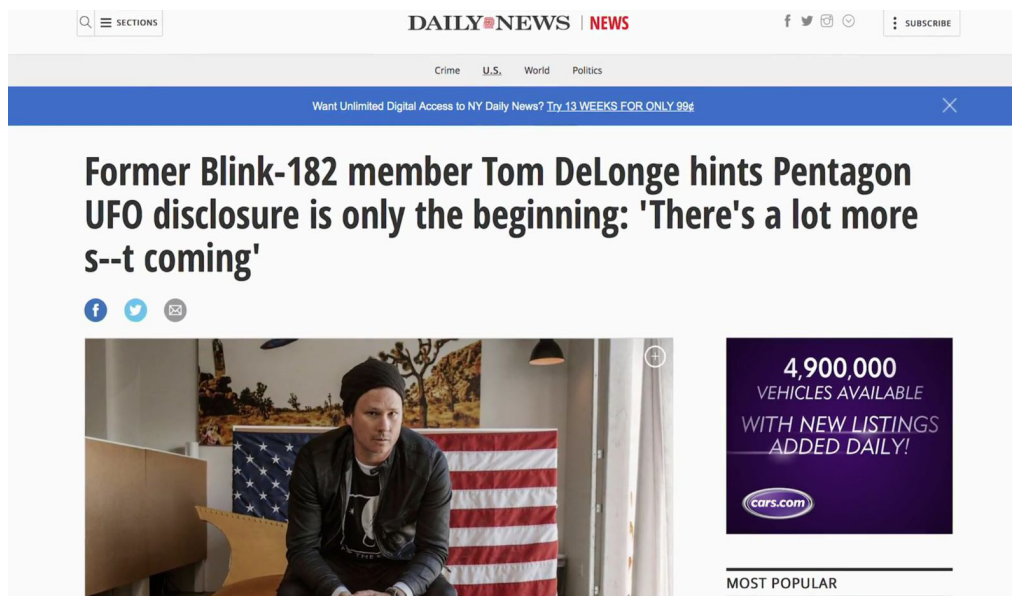 SECTIONS
DAILY NEWS | NEWS
SUBSCRIBE
Crime U.S. World Politics
Want Unlimited Digital Access to NY Daily News? Try 13 WEEKS FOR ONLY 99¢
Former Blink-182 member Tom DeLonge hints Pentagon
UFO disclosure is only the beginning: 'There's a lot more
s--t coming'
4,900,000
VEHICLES AVAILABLE
WITH NEW LISTINGS
ADDED DAILY!
cars.com
MOST POPULAR